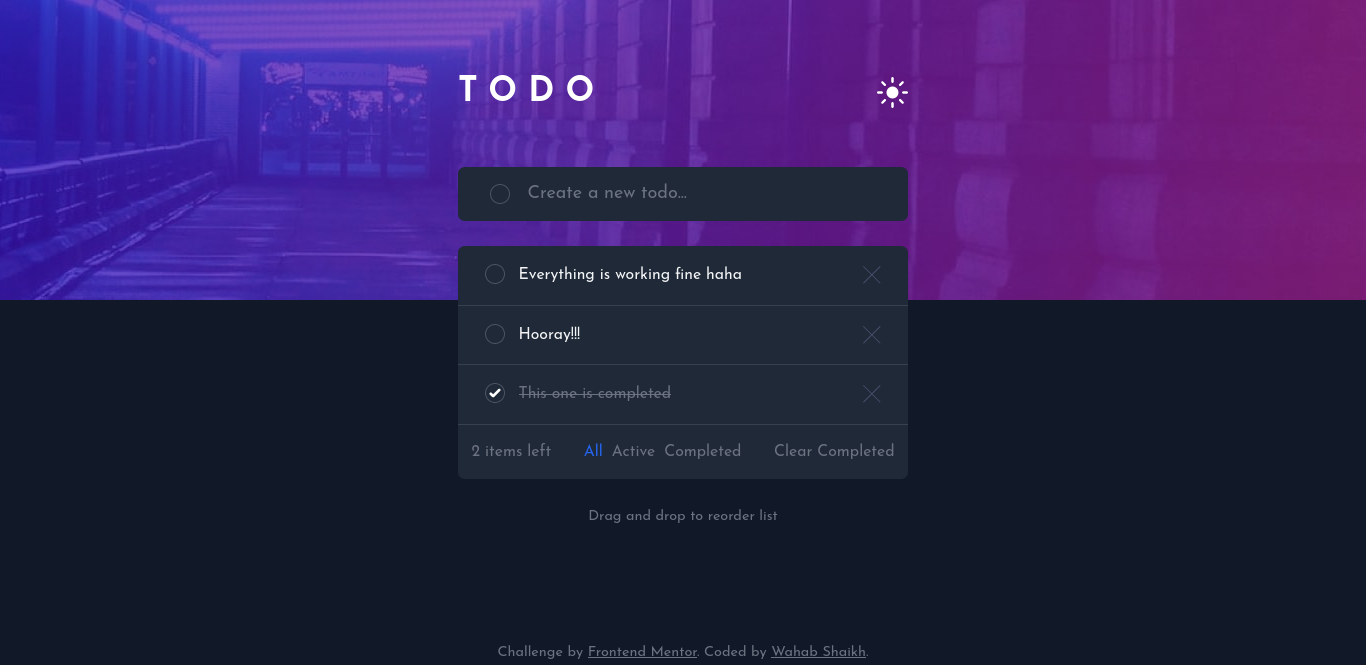 TODO
Create a new todo...
Everything is working fine haha
Hooray!!!
This one is completed
2 items left All Active Completed Clear Completed
Drag and drop to reorder list
Challenge by Frontend Mentor. Coded by Wahab Shaikh.